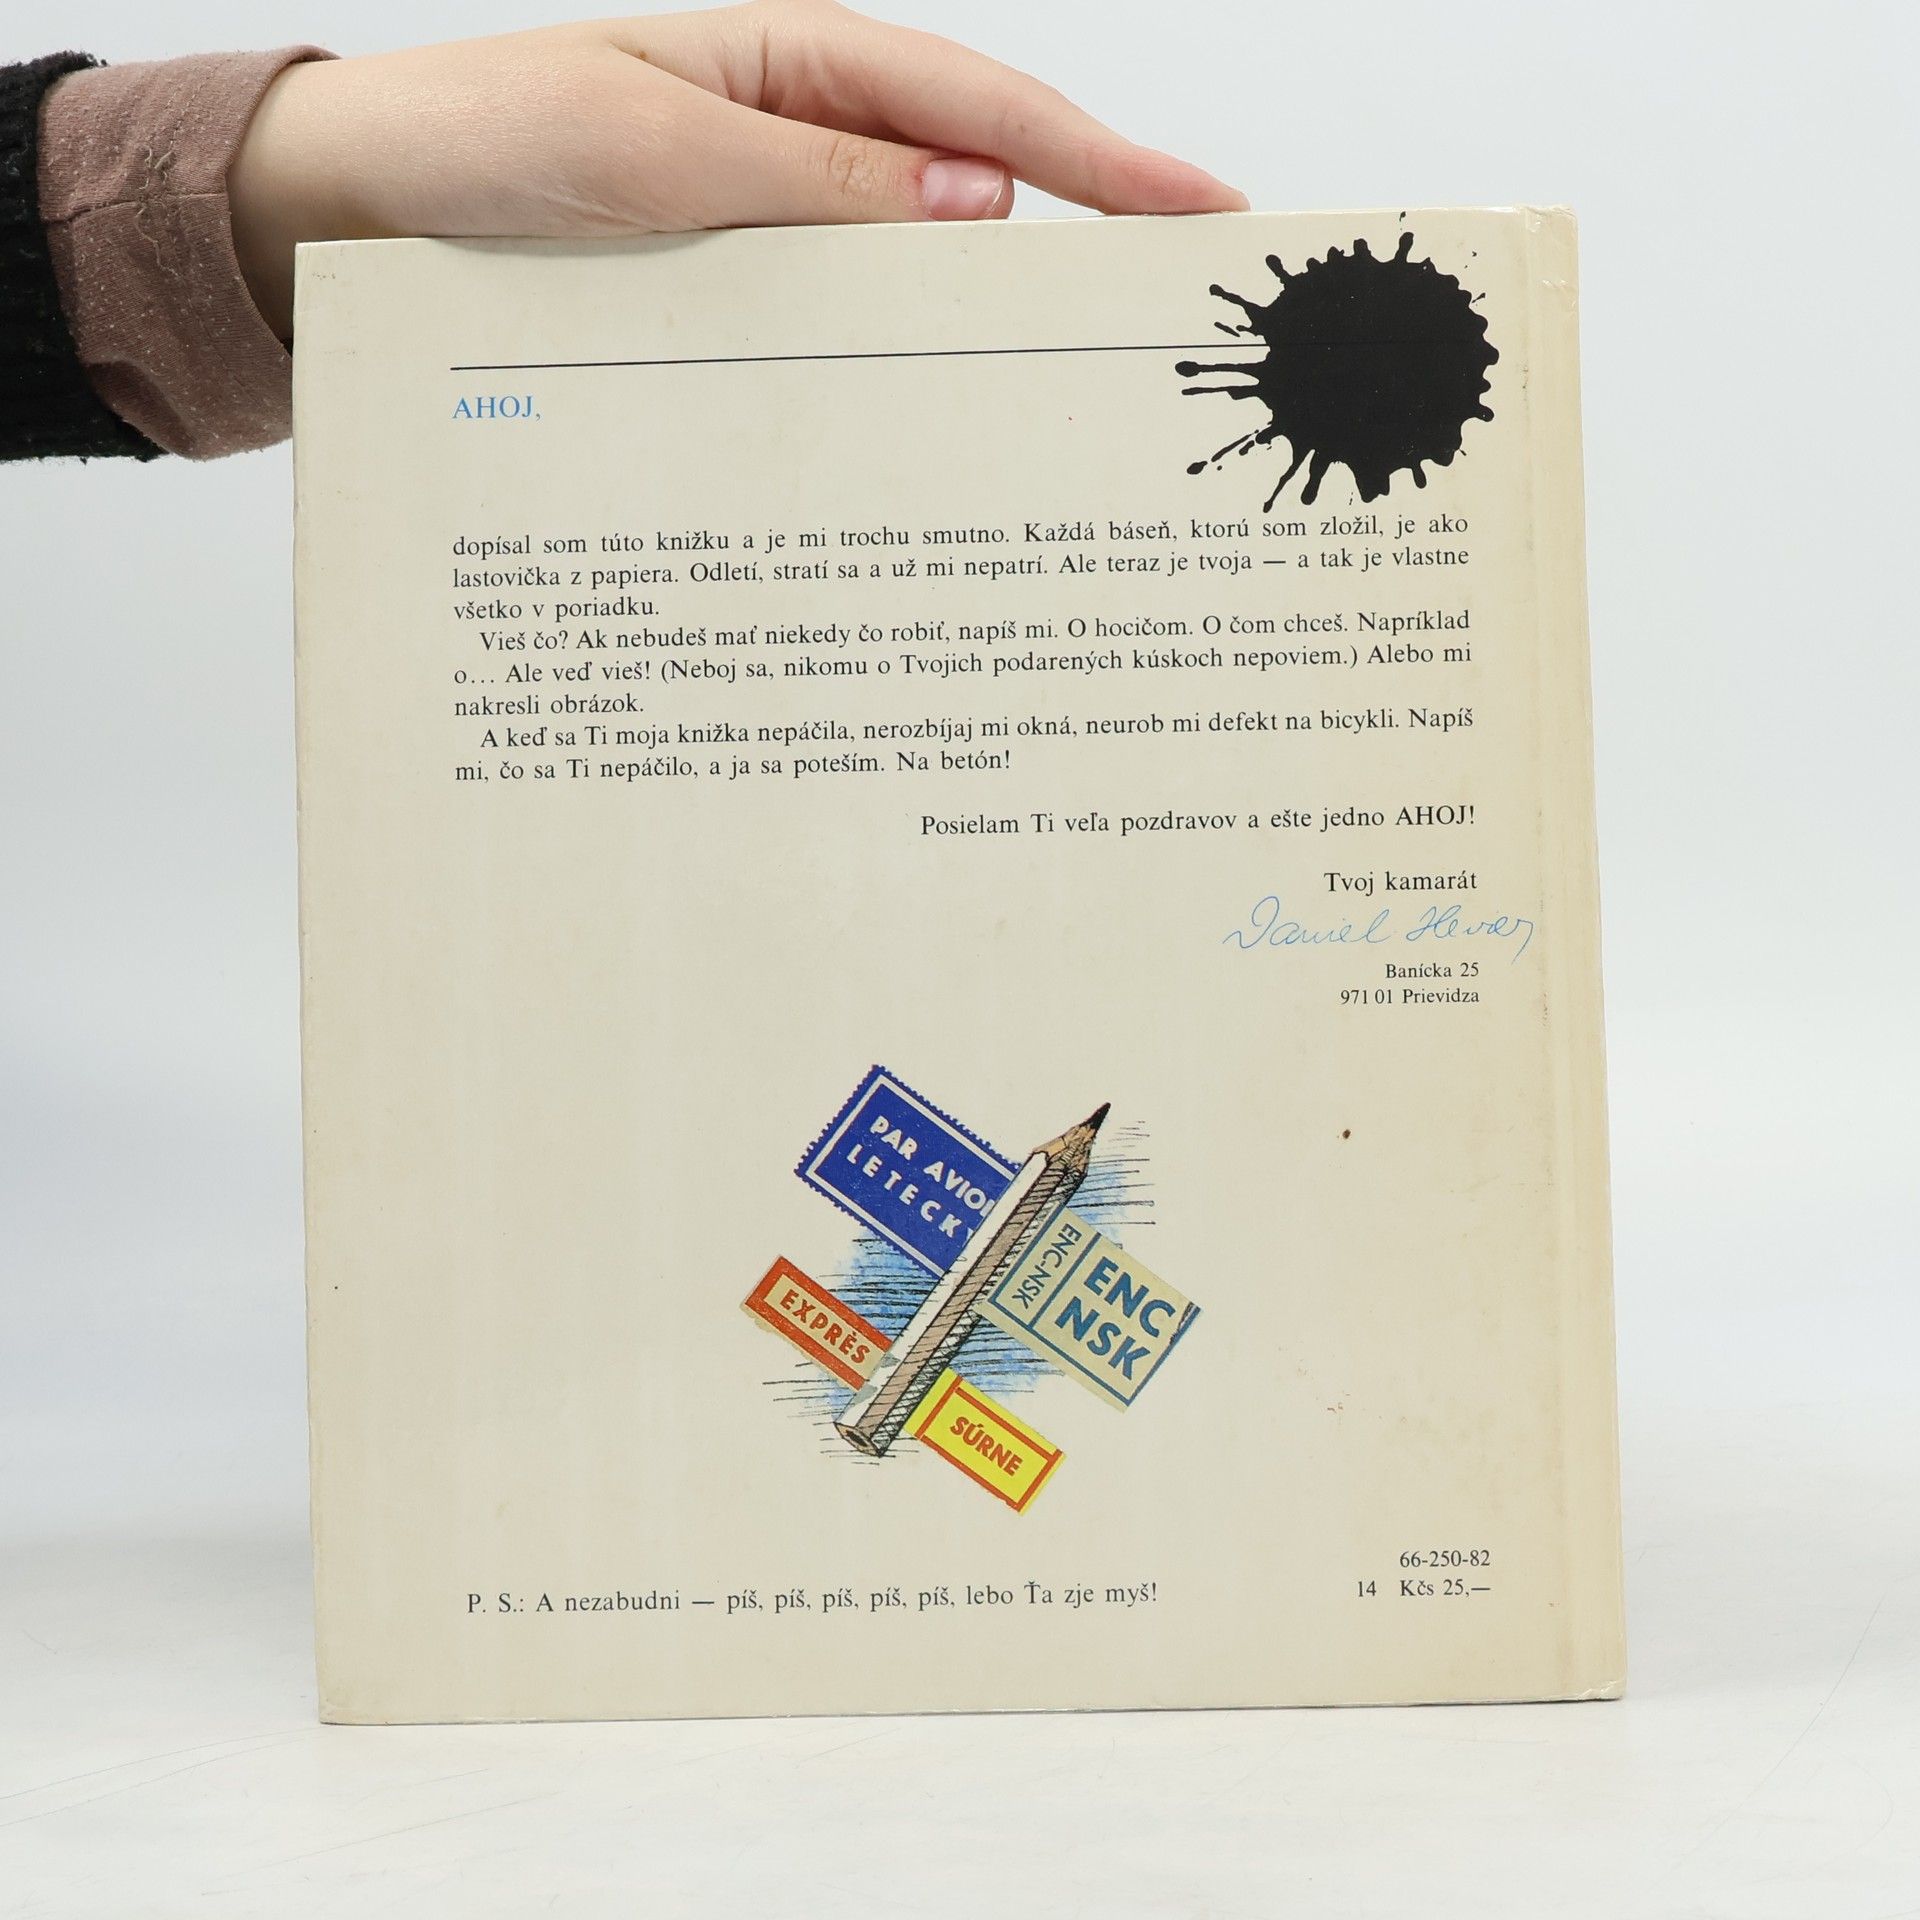 AHOJ,
dopísal som túto knižku a je mi trochu smutno. Každá báseň, ktorú som zložil, je ako
lastovička z papiera. Odletí, stratí sa a už mi nepatrí. Ale teraz je tvoja — a tak je vlastne
všetko v poriadku.
Vieš čo? Ak nebudeš mať niekedy čo robiť, napíš mi. O hocičom. O čom chceš. Napríklad
o... Ale veď vieš! (Neboj sa, nikomu o Tvojich podarených kúskoch nepoviem.) Alebo mi
nakresli obrázok.
A keď sa Ti moja knižka nepáčila, nerozbíjaj mi okná, neurob mi defekt na bicykli. Napíš
mi, čo sa Ti nepáčilo, a ja sa poteším. Na betón!
Posielam Ti veľa pozdravov a ešte jedno AHOJ!
Tvoj kamarát
Daniel Hevier
Banícka 25
971 01 Prievidza
PAR AVION
LETECKY
ENC-NSK
ENC
NSK
EXPRÉS
SÚRNE
66-250-82
14 Kčs 25,—
P. S.: A nezabudni — píš, píš, píš, píš, píš, lebo Ťa zje myš!